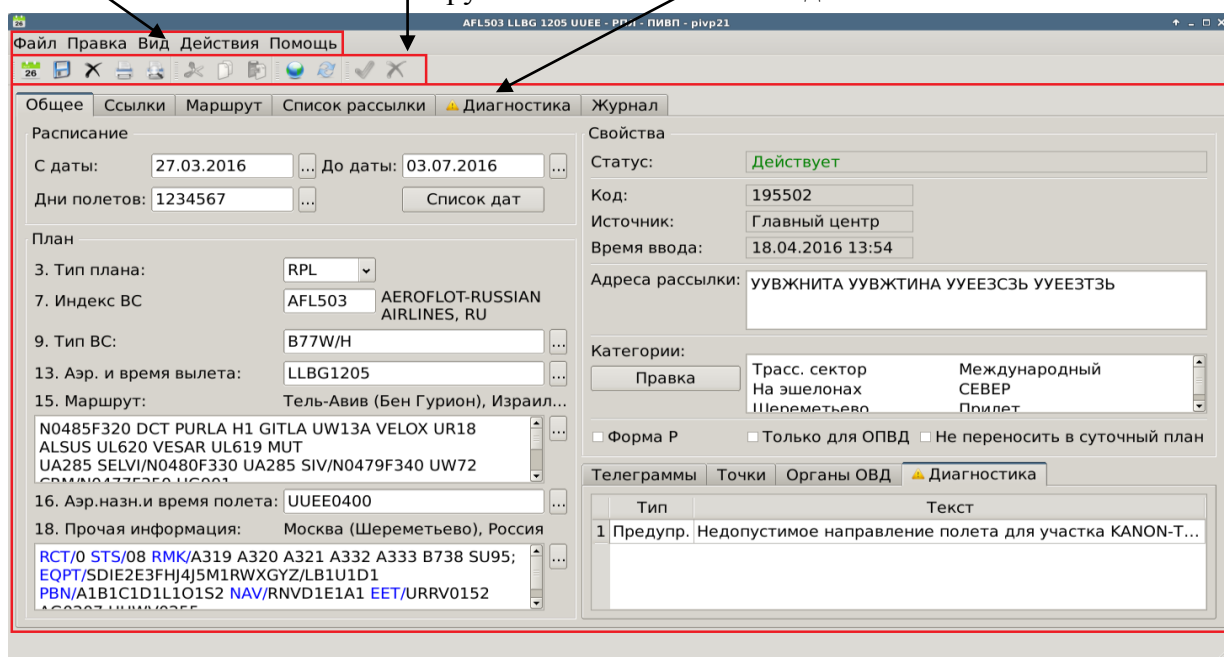 AFL503 LLBG 1205 UUEE - РПЛ - ПИВП - pivp21
Файл Правка Вид Действия Помощь
26
Общее Ссылки Маршрут Список рассылки Диагностика Журнал
Расписание
С даты: 27.03.2016 ... До даты: 03.07.2016 ...
Дни полетов: 1234567 ... Список дат
План
3. Тип плана: RPL
7. Индекс ВС AFL503 AEROFLOT-RUSSIAN
AIRLINES, RU
9. Тип ВС: B77W/H ...
13. Аэр. и время вылета: LLBG1205 ...
15. Маршрут: Тель-Авив (Бен Гурион), Израил...
N0485F320 DCT PURLA H1 GITLA UW13A VELOX UR18 ...
ALSUS UL620 VESAR UL619 MUT
UA285 SELVI/N0480F330 UA285 SIV/N0479F340 UW72
16. Аэр.назн.и время полета: UUEE0400 ...
18. Прочая информация: Москва (Шереметьево), Россия
RCT/0 STS/08 RMK/A319 A320 A321 A332 A333 B738 SU95; ...
EQPT/SDIE2E3FHJ4J5M1RWXGYZ/LB1U1D1
PBN/A1B1C1D1L1O1S2 NAV/RNVD1E1A1 EET/URRV0152
Свойства
Статус: Действует
Код: 195502
Источник: Главный центр
Время ввода: 18.04.2016 13:54
Адреса рассылки: УУВЖНИТА УУВЖТИНА УУЕЕЗСЗЬ УУЕЕЗТЗЬ
Категории:
Правка
Трасс. сектор Международный
На эшелонах СЕВЕР
Шереметьево Прилет
Форма Р Только для ОПВД Не переносить в суточный план
Телеграммы Точки Органы ОВД Диагностика
Тип Текст
1 Предупр. Недопустимое направление полета для участка KANON-T...